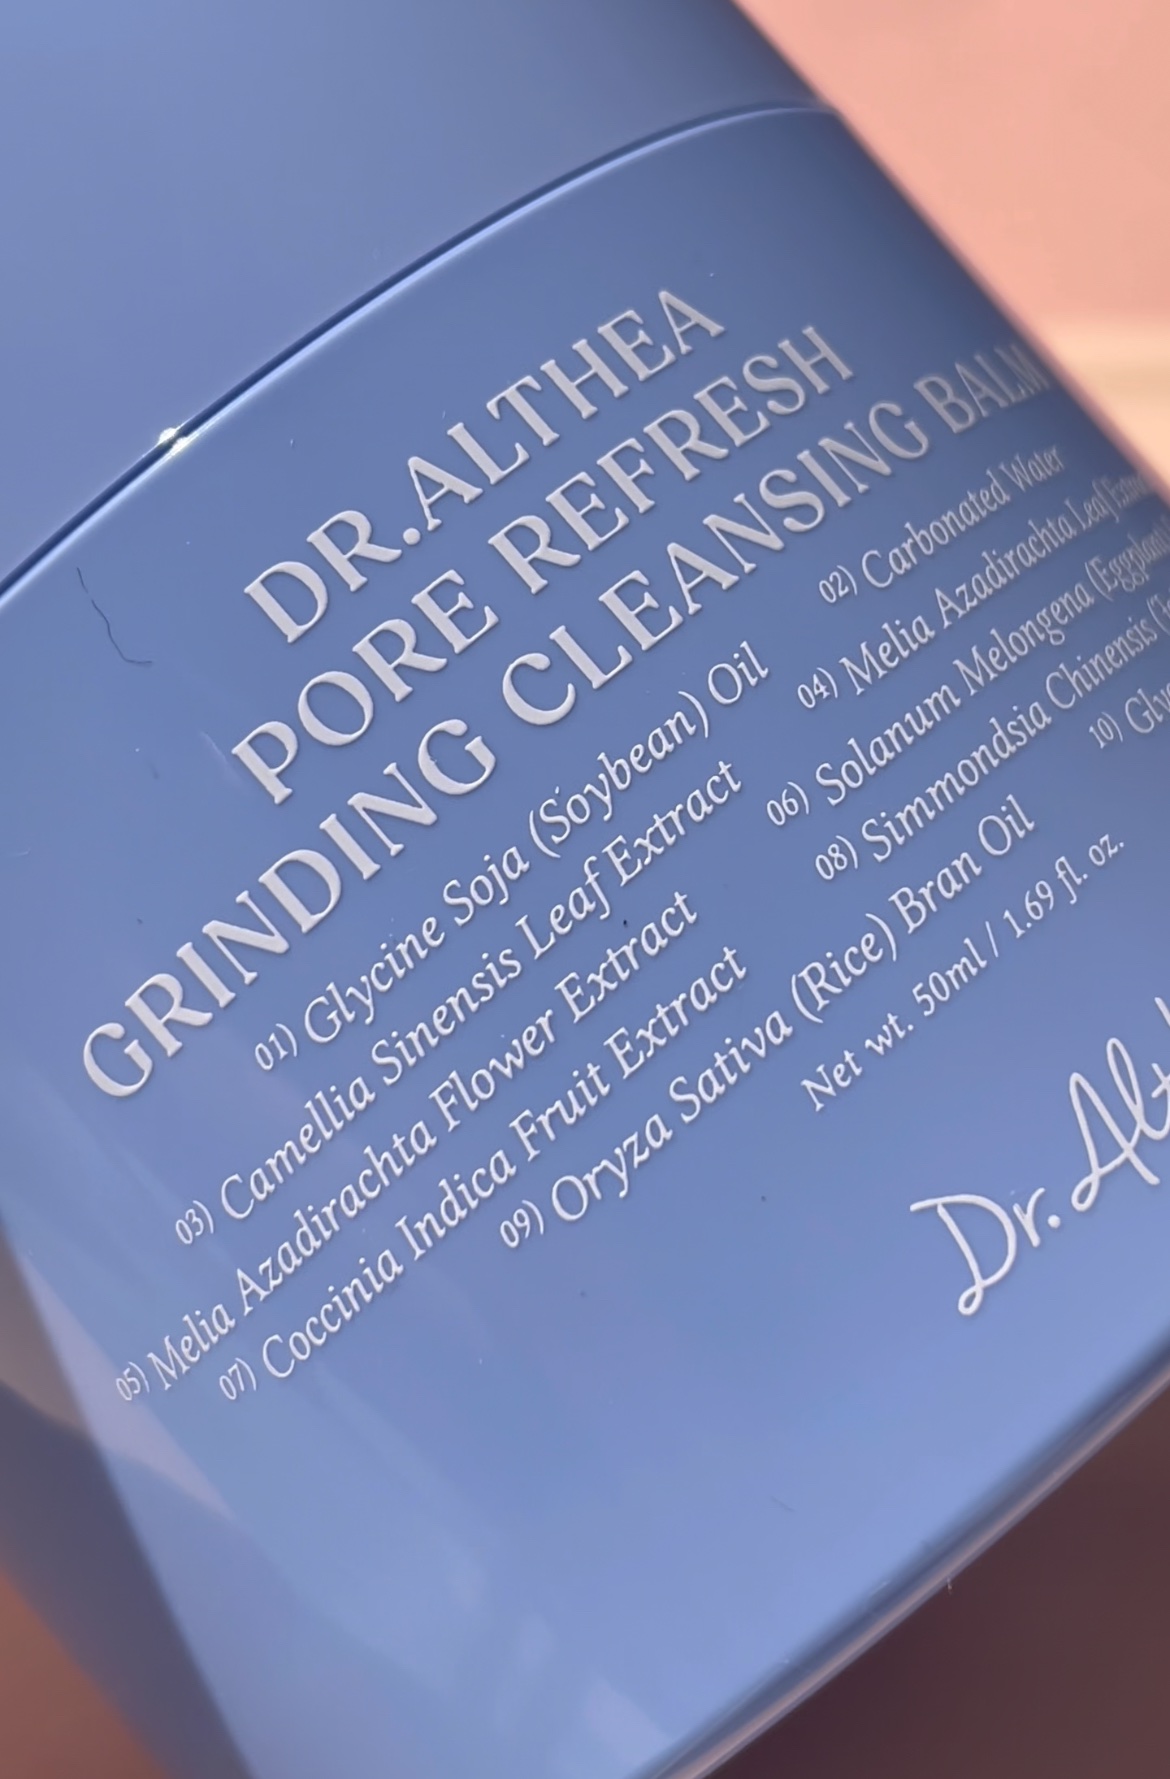 DR.ALTHEA
PORE REFRESH
GRINDING CLEANSING BALM
01) Glycine Soja (Soybean) Oil 02) Carbonated Water
03) Camellia Sinensis Leaf Extract 04) Melia Azadirachta Leaf
05) Melia Azadirachta Flower Extract 06) Solanum Melongena (Eggplant)
07) Coccinia Indica Fruit Extract 08) Simmondsia Chinensis
09) Oryza Sativa (Rice) Bran Oil 10)
Net wt. 50ml / 1.69 fl. oz.
Dr.